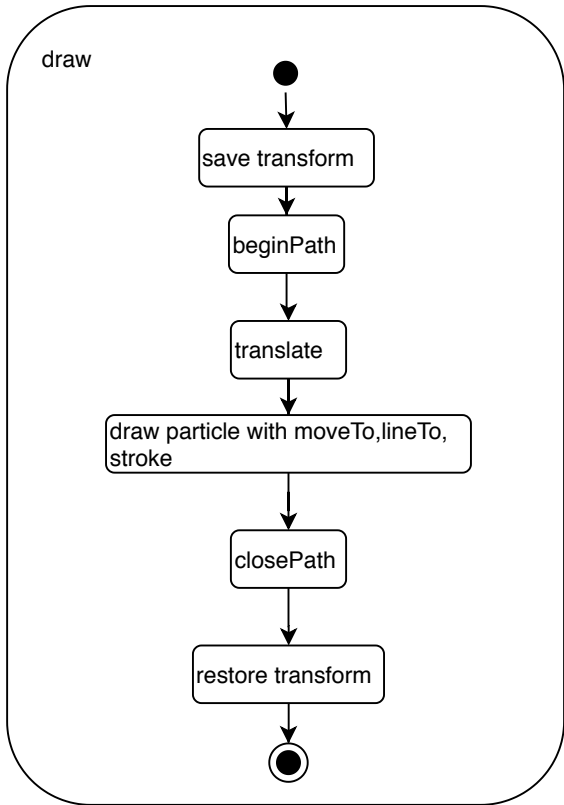 draw
save transform
beginPath
translate
draw particle with moveTo,lineTo,
stroke
closePath
restore transform